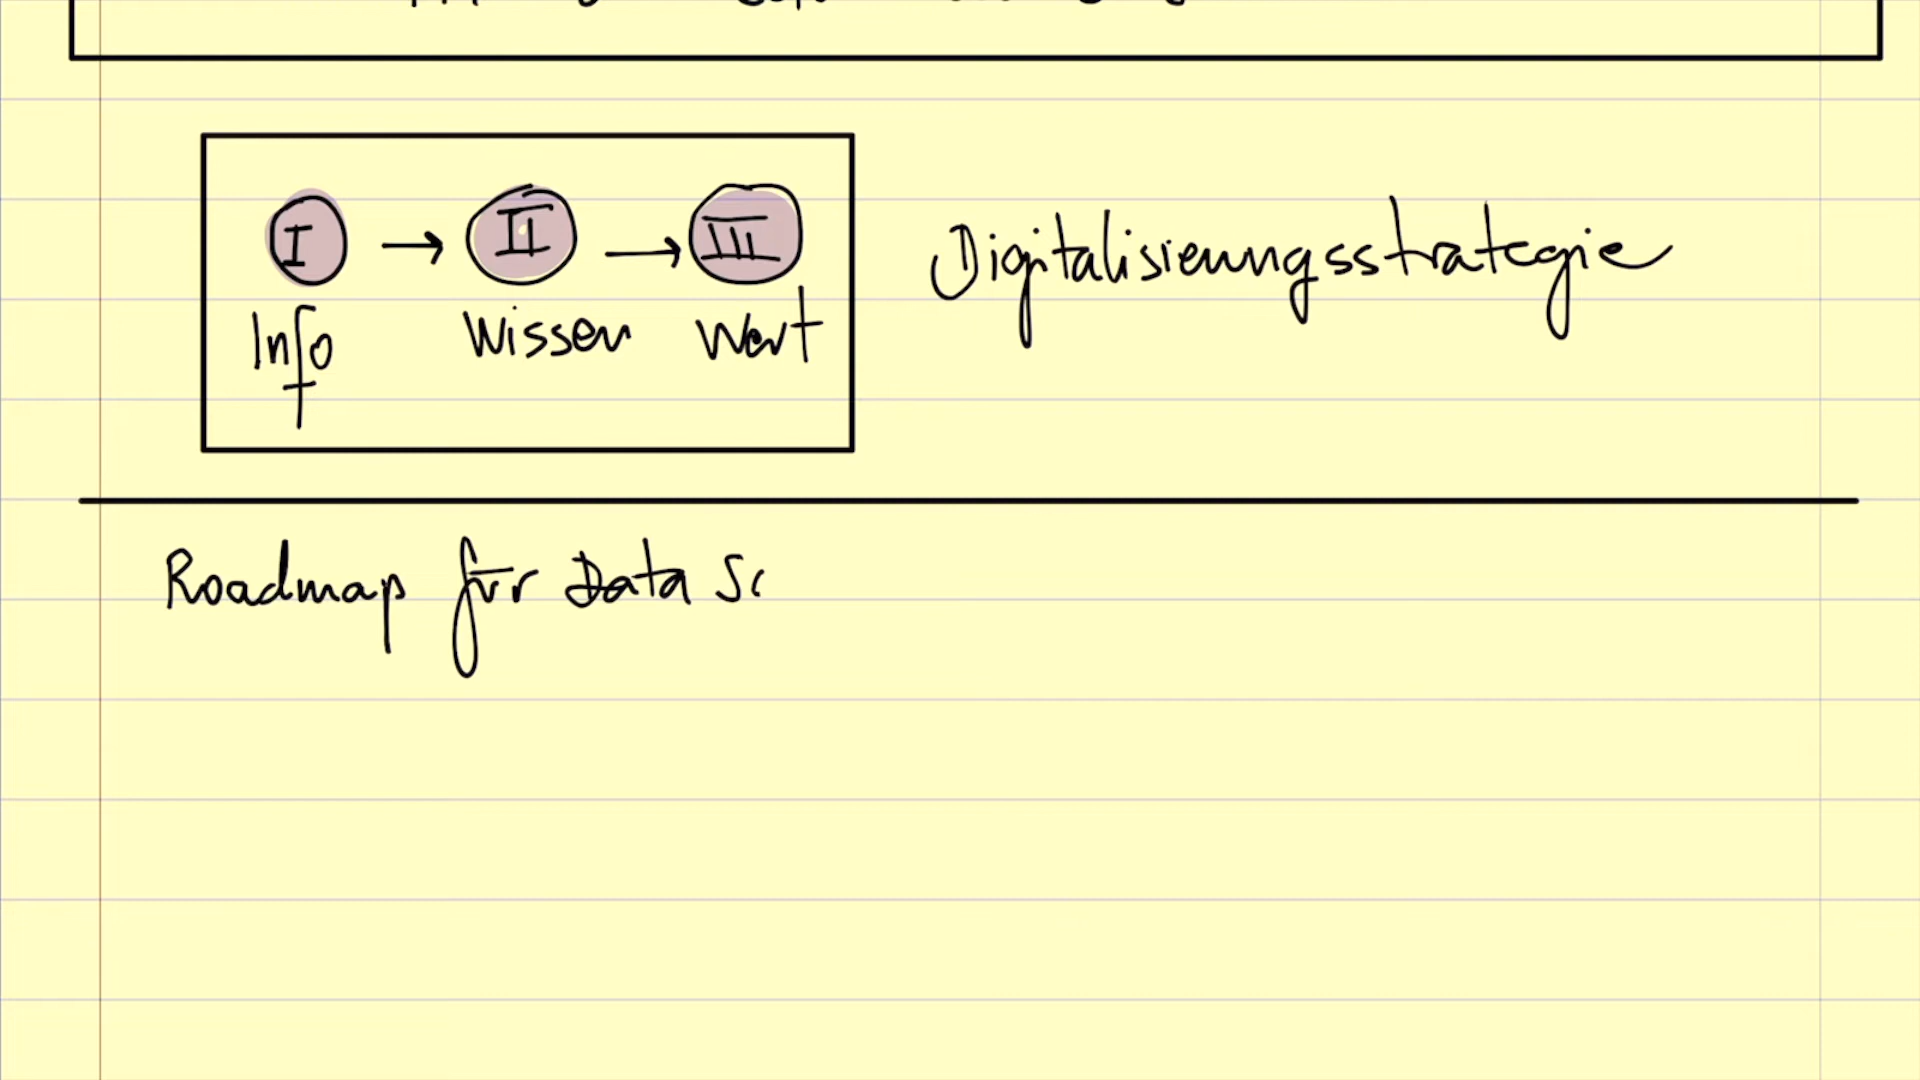 I → II → III
Info Wissen Wert
Digitalisierungsstrategie
Roadmap für Data Sc